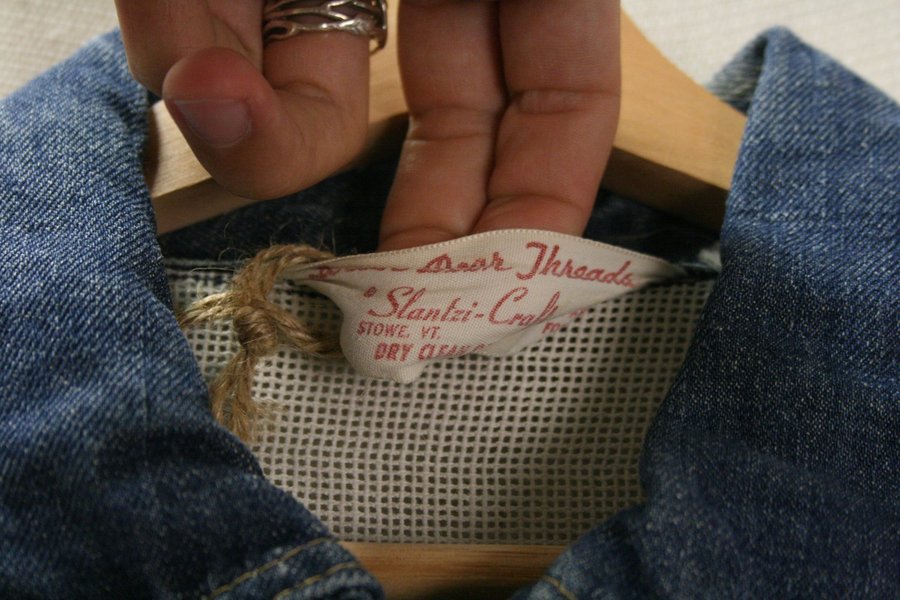 Threads
"Slantzi-Craft
STOWE, VT.
DRY CLEAN